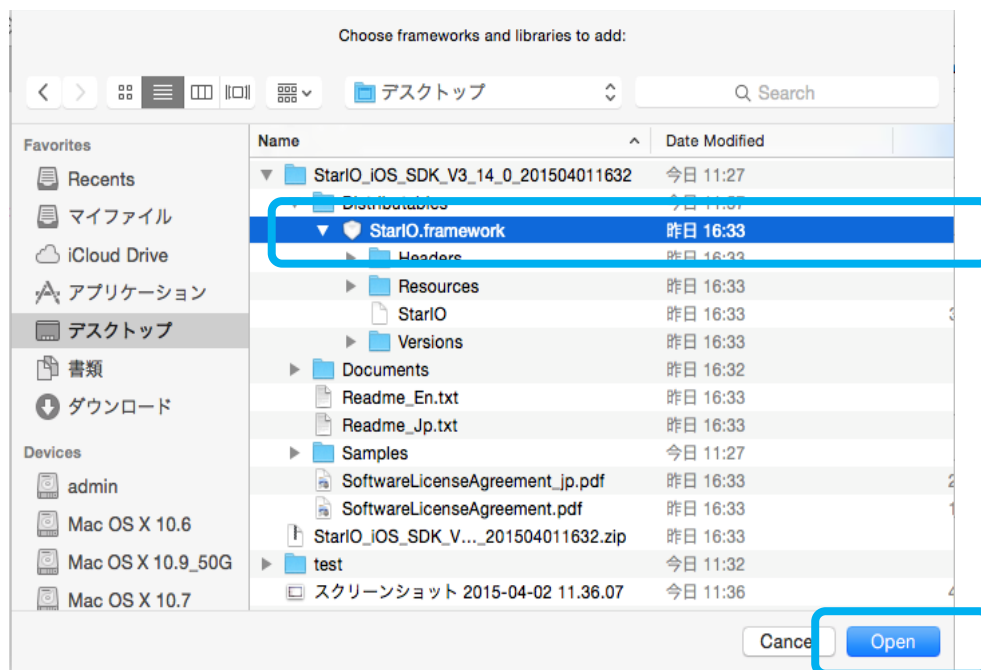 Choose frameworks and libraries to add:
デスクトップ
Search
Favorites
Recents
マイファイル
iCloud Drive
アプリケーション
デスクトップ
書類
ダウンロード
Devices
admin
Mac OS X 10.6
Mac OS X 10.9_50G
Mac OS X 10.7
Name Date Modified
StarIO_iOS_SDK_V3_14_0_201504011632 今日 11:27
Distributables
StarIO.framework 昨日 16:33
Headers 昨日 16:33
Resources 昨日 16:33
StarIO 昨日 16:33
Versions 昨日 16:33
Documents 昨日 16:32
Readme_En.txt 昨日 16:33
Readme_Jp.txt 昨日 16:33
Samples 今日 11:27
SoftwareLicenseAgreement_jp.pdf 昨日 16:33
SoftwareLicenseAgreement.pdf 昨日 16:33
StarIO_iOS_SDK_V..._201504011632.zip 昨日 16:33
test 今日 11:32
スクリーンショット 2015-04-02 11.36.07 今日 11:36
Cancel Open